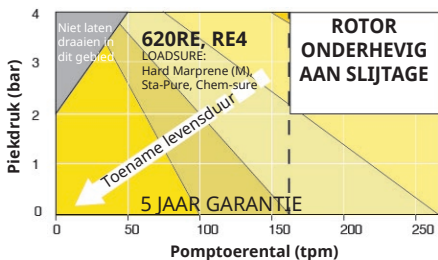 Niet laten
draaien in
dit gebied
620RE, RE4
LOADSURE:
Hard Marprene (M),
Sta-Pure, Chem-sure
ROTOR
ONDERHEVIG
AAN SLIJTAGE
Toename levensduur
5 JAAR GARANTIE
Piekdruk (bar)
4
3
2
1
0
0 50 100 150 200 250
Pomptoerental (tpm)